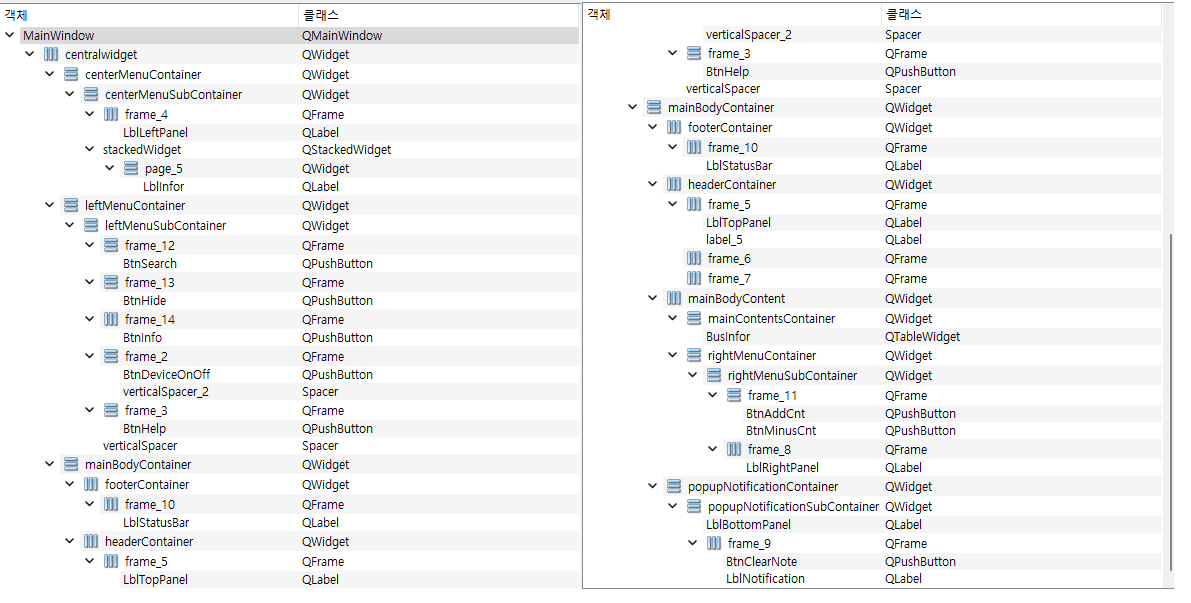 객체 클래스
MainWindow QMainWindow
centralwidget QWidget
centerMenuContainer QWidget
centerMenuSubContainer QWidget
frame_4 QFrame
LblLeftPanel QLabel
stackedWidget QStackedWidget
page_5 QWidget
LblInfor QLabel
leftMenuContainer QWidget
leftMenuSubContainer QWidget
frame_12 QFrame
BtnSearch QPushButton
frame_13 QFrame
BtnHide QPushButton
frame_14 QFrame
BtnInfo QPushButton
frame_2 QFrame
BtnDeviceOnOff QPushButton
verticalSpacer_2 Spacer
frame_3 QFrame
BtnHelp QPushButton
verticalSpacer Spacer
mainBodyContainer QWidget
footerContainer QWidget
frame_10 QFrame
LblStatusBar QLabel
headerContainer QWidget
frame_5 QFrame
LblTopPanel QLabel
객체 클래스
verticalSpacer_2 Spacer
frame_3 QFrame
BtnHelp QPushButton
verticalSpacer Spacer
mainBodyContainer QWidget
footerContainer QWidget
frame_10 QFrame
LblStatusBar QLabel
headerContainer QWidget
frame_5 QFrame
LblTopPanel QLabel
label_5 QLabel
frame_6 QFrame
frame_7 QFrame
mainBodyContent QWidget
mainContentsContainer QWidget
BusInfor QTableWidget
rightMenuContainer QWidget
rightMenuSubContainer QWidget
frame_11 QFrame
BtnAddCnt QPushButton
BtnMinusCnt QPushButton
frame_8 QFrame
LblRightPanel QLabel
popupNotificationContainer QWidget
popupNotificationSubContainer QWidget
LblBottomPanel QLabel
frame_9 QFrame
BtnClearNote QPushButton
LblNotification QLabel